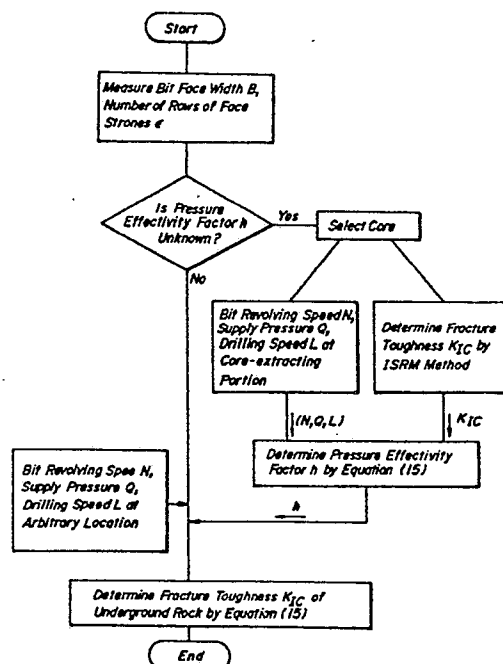 Start
Measure Bit Face Width B,
Number of Rows of Face
Strones e
Is Pressure
Effectivity Factor h
Unknown?
Yes
Select Core
No
Bit Revolving Speed N,
Supply Pressure Q,
Drilling Speed L at
Core-extracting
Portion
Determine Fracture
Toughness KIC by
ISRM Method
(N,Q,L)
KIC
Determine Pressure Effectivity
Factor h by Equation (15)
Bit Revolving Spee N,
Supply Pressure Q,
Drilling Speed L at
Arbitrary Location
h
Determine Fracture Toughness KIC of
Underground Rock by Equation (15)
End